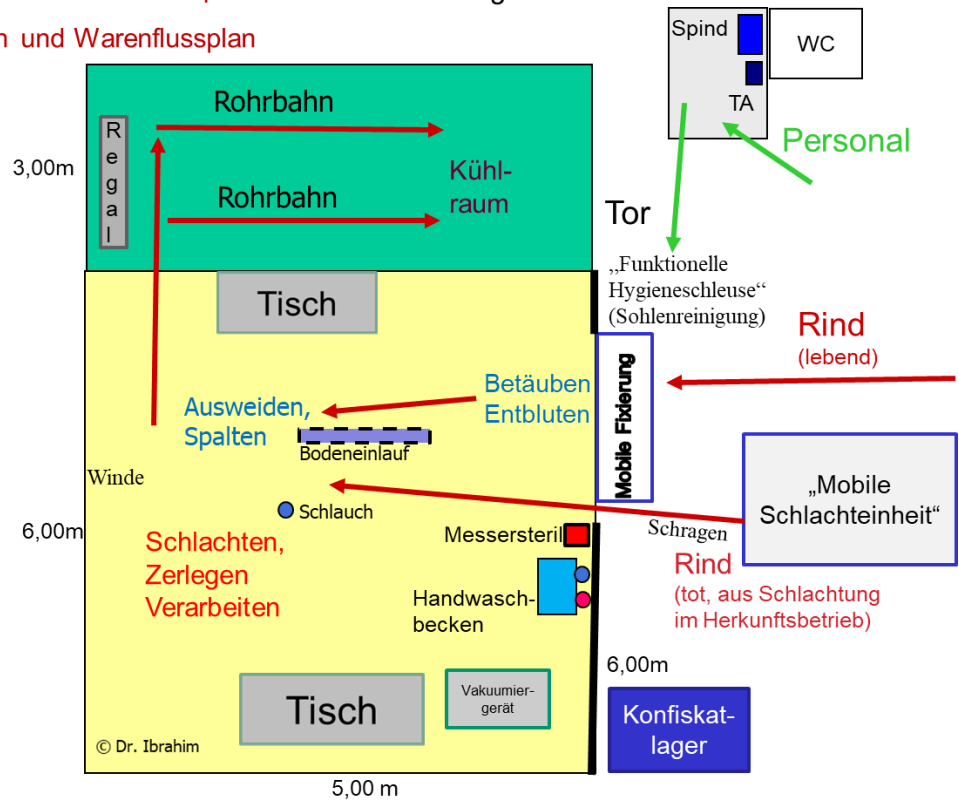 und Warenflussplan
Spind
WC
TA
Personal
Rohrbahn
Regal
3,00m
Kühl-
raum
Rohrbahn
Tor
„Funktionelle
Hygieneschleuse“
(Sohlenreinigung)
Tisch
Rind
(lebend)
Mobile Fixierung
Betäuben
Entbluten
Ausweiden,
Spalten
Bodeneinlauf
Winde
„Mobile
Schlachteinheit“
Schlauch
6,00m
Messersteril
Schragen
Schlachten,
Zerlegen
Verarbeiten
Rind
(tot, aus Schlachtung
im Herkunftsbetrieb)
Handwasch-
becken
6,00m
Tisch
Vakuumier-
gerät
Konfiskat-
lager
© Dr. Ibrahim
5,00 m